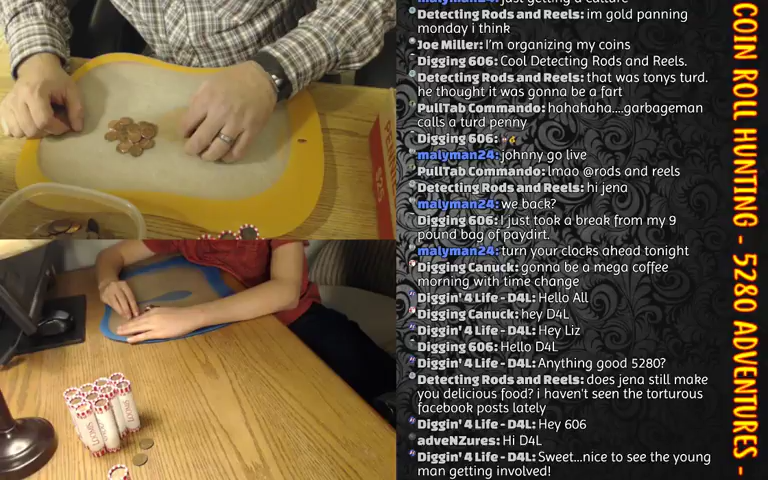 malyman24: just getting a culture
Detecting Rods and Reels: im gold panning
monday i think
Joe Miller: I'm organizing my coins
Digging 606: Cool Detecting Rods and Reels.
Detecting Rods and Reels: that was tonys turd.
he thought it was gonna be a fart
PullTab Commando: hahahaha....garbageman
calls a turd penny
Digging 606:
malyman24: johnny go live
PullTab Commando: lmao @rods and reels
Detecting Rods and Reels: hi jena
malyman24: we back?
Digging 606: I just took a break from my 9
pound bag of paydirt.
malyman24: turn your clocks ahead tonight
Digging Canuck: gonna be a mega coffee
morning with time change
Diggin' 4 Life - D4L: Hello All
Digging Canuck: hey D4L
Diggin' 4 Life - D4L: Hey Liz
Digging 606: Hello D4L
Diggin' 4 Life - D4L: Anything good 5280?
Detecting Rods and Reels: does jena still make
you delicious food? i haven't seen the torturous
facebook posts lately
Diggin' 4 Life - D4L: Hey 606
adveNZures: Hi D4L
Diggin' 4 Life - D4L: Sweet...nice to see the young
man getting involved!
COIN ROLL HUNTING - 5280 ADVENTURES -